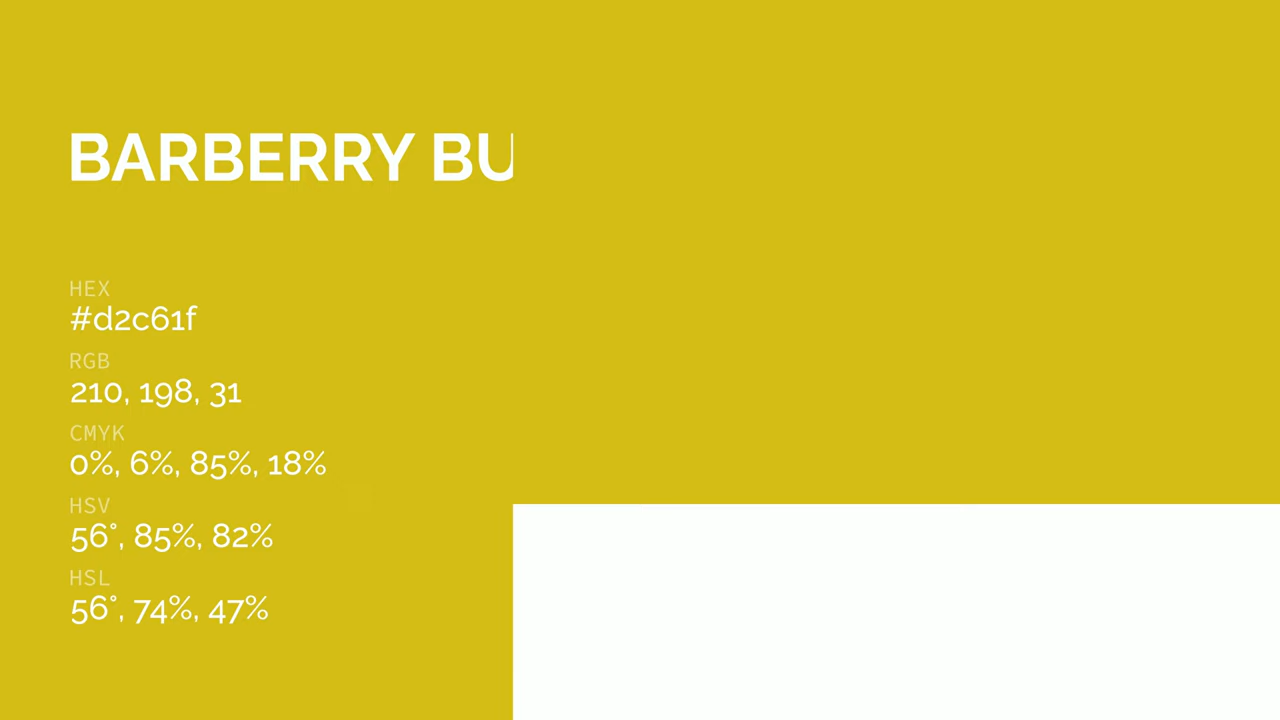 BARBERRY BU
HEX
#d2c61f
RGB
210, 198, 31
CMYK
0%, 6%, 85%, 18%
HSV
56°, 85%, 82%
HSL
56°, 74%, 47%